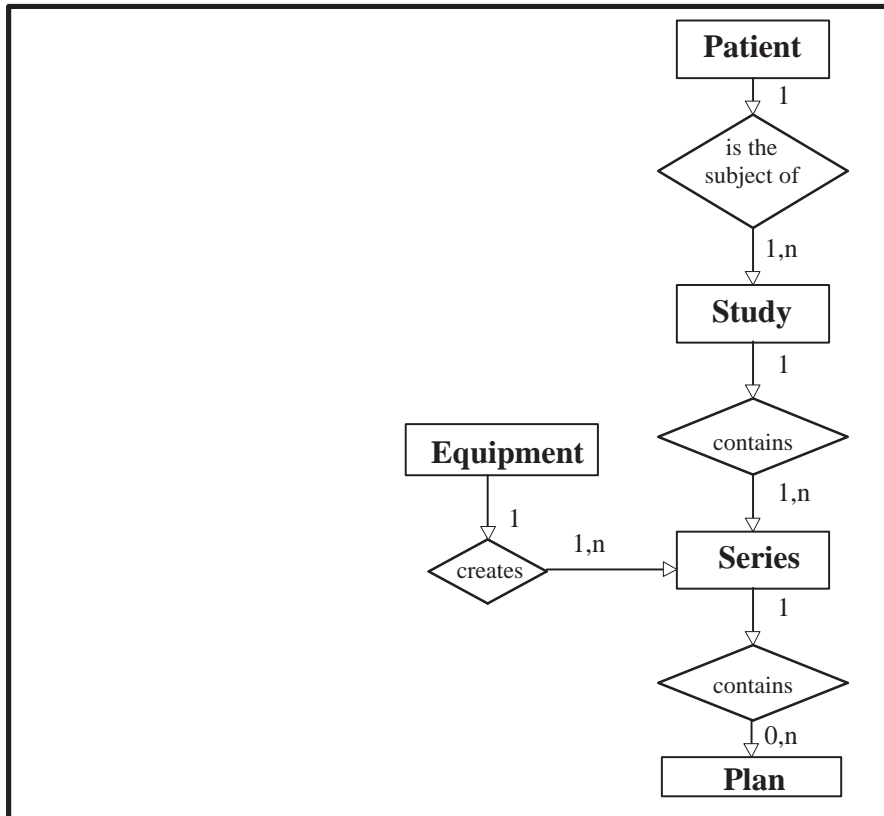 Patient
1
is the
subject of
1,n
Study
1
contains
Equipment
1,n
1
1,n
creates
Series
1
contains
0,n
Plan